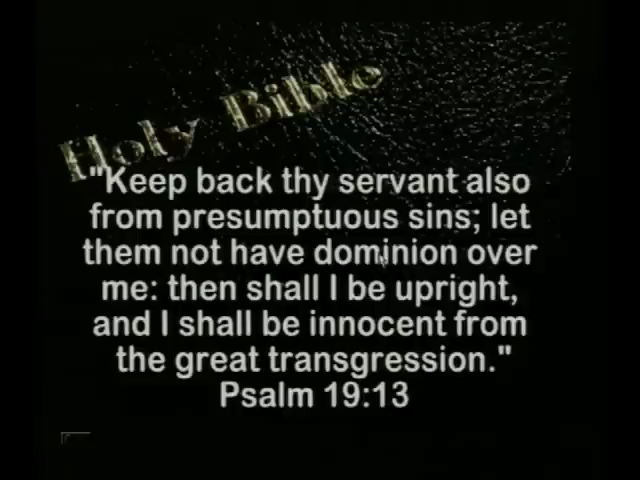 Holy Bible
"Keep back thy servant also
from presumptuous sins; let
them not have dominion over
me: then shall I be upright,
and I shall be innocent from
the great transgression."
Psalm 19:13